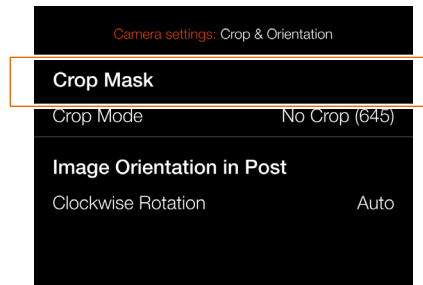 Camera settings: Crop & Orientation
Crop Mask
Crop Mode No Crop (645)
Image Orientation in Post
Clockwise Rotation Auto